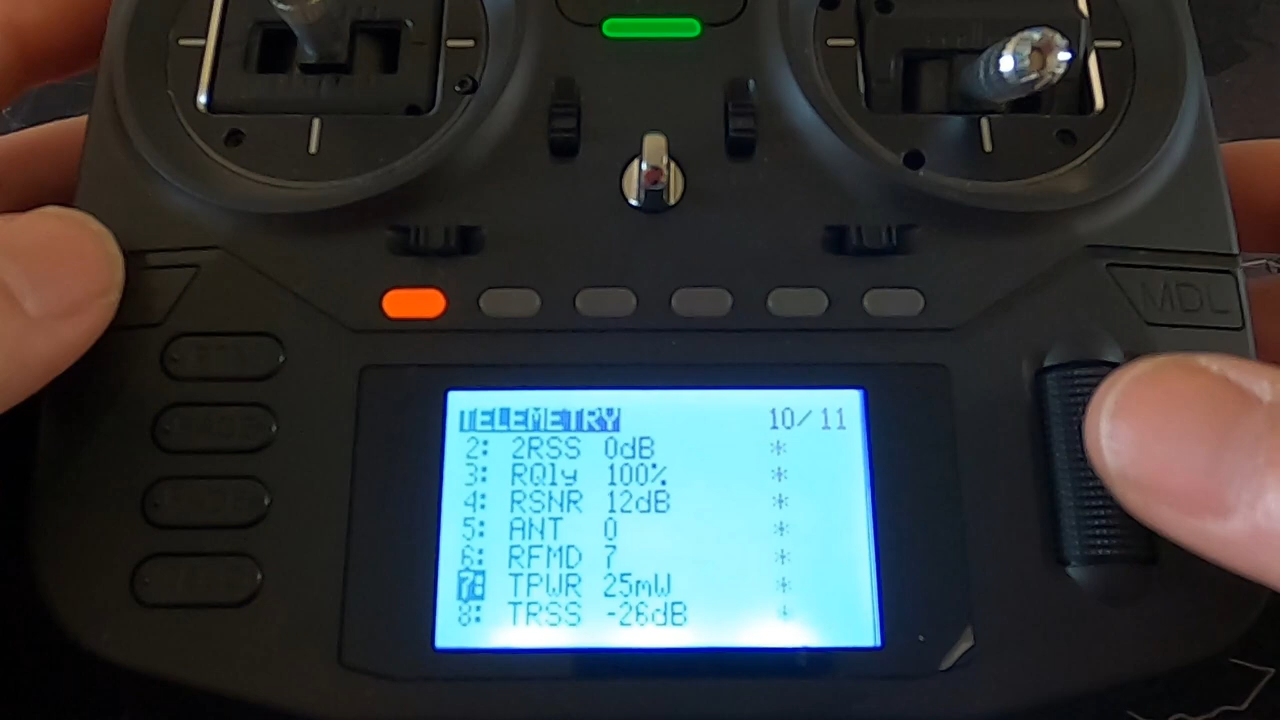 MDL
TELEMETRY 10/11
2: 2RSS 0dB *
3: RQly 100% *
4: RSNR 12dB *
5: ANT 0 *
6: RFMD 7 *
7: TPWR 25mW *
8: TRSS -26dB *